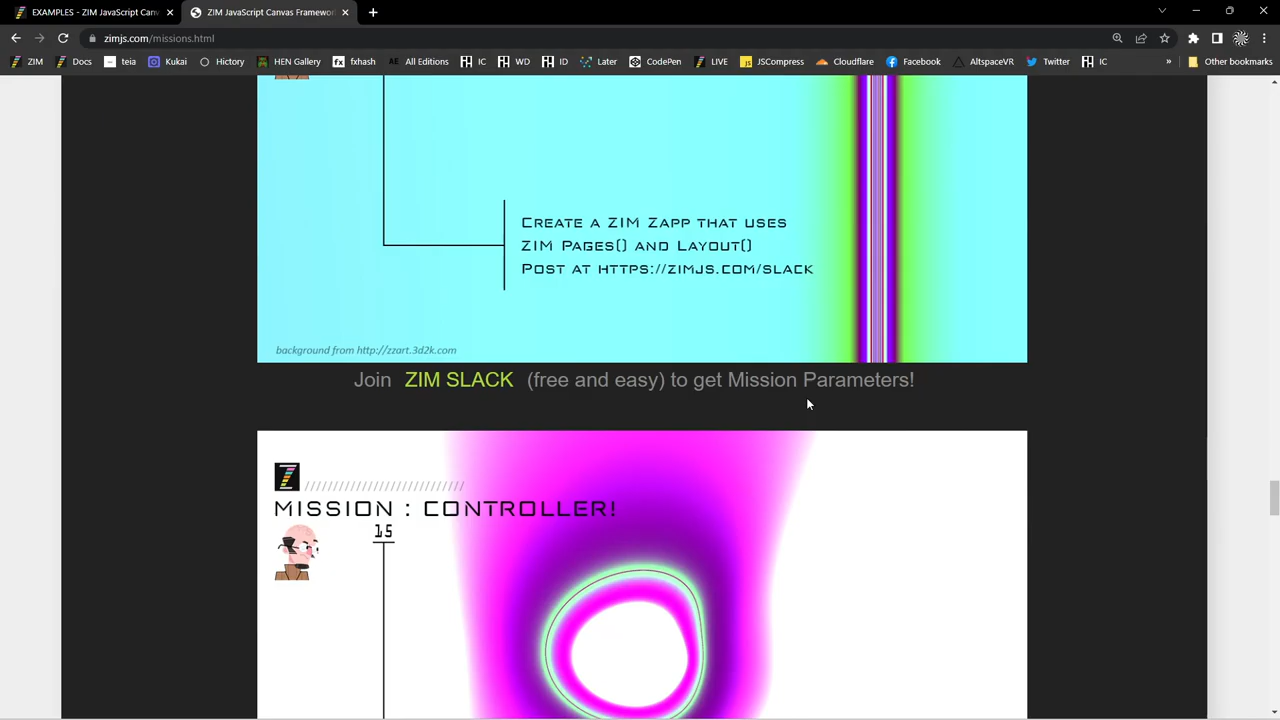 EXAMPLES - ZIM JavaScript Canv
ZIM JavaScript Canvas Framewor
zimjs.com/missions.html
ZIM
Docs
teia
Kukai
Hictory
HEN Gallery
fxhash
All Editions
IC
WD
ID
Later
CodePen
LIVE
JSCompress
Cloudflare
Facebook
AltspaceVR
Twitter
IC
»
Other bookmarks
CREATE A ZIM ZAPP THAT USES
ZIM PAGES() AND LAYOUT()
POST AT HTTPS://ZIMJS.COM/SLACK
background from http://zzart.3d2k.com
Join ZIM SLACK (free and easy) to get Mission Parameters!
/////////////////////////////
MISSION : CONTROLLER!
15